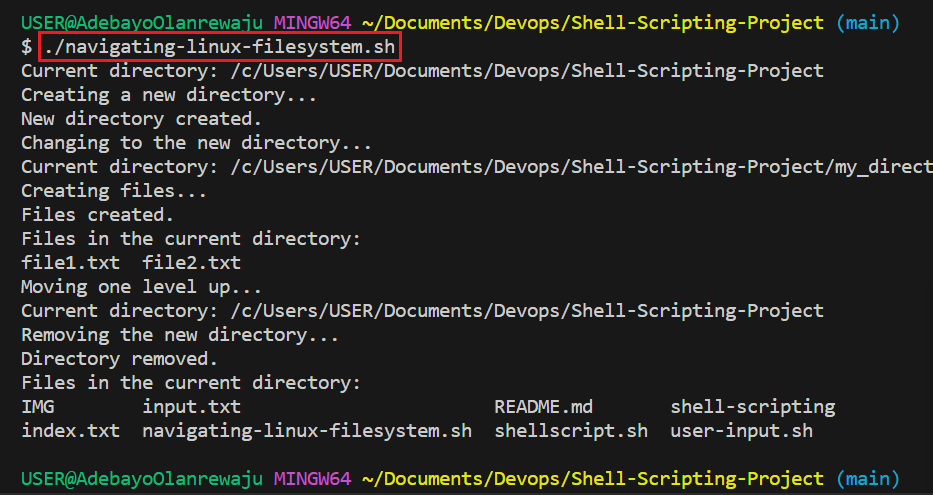 USER@AdebayoOlanrewaju MINGW64 ~/Documents/Devops/Shell-Scripting-Project (main)
$ ./navigating-linux-filesystem.sh
Current directory: /c/Users/USER/Documents/Devops/Shell-Scripting-Project
Creating a new directory...
New directory created.
Changing to the new directory...
Current directory: /c/Users/USER/Documents/Devops/Shell-Scripting-Project/my_direct
Creating files...
Files created.
Files in the current directory:
file1.txt  file2.txt
Moving one level up...
Current directory: /c/Users/USER/Documents/Devops/Shell-Scripting-Project
Removing the new directory...
Directory removed.
Files in the current directory:
IMG        input.txt                       README.md       shell-scripting
index.txt  navigating-linux-filesystem.sh  shellscript.sh  user-input.sh
USER@AdebayoOlanrewaju MINGW64 ~/Documents/Devops/Shell-Scripting-Project (main)